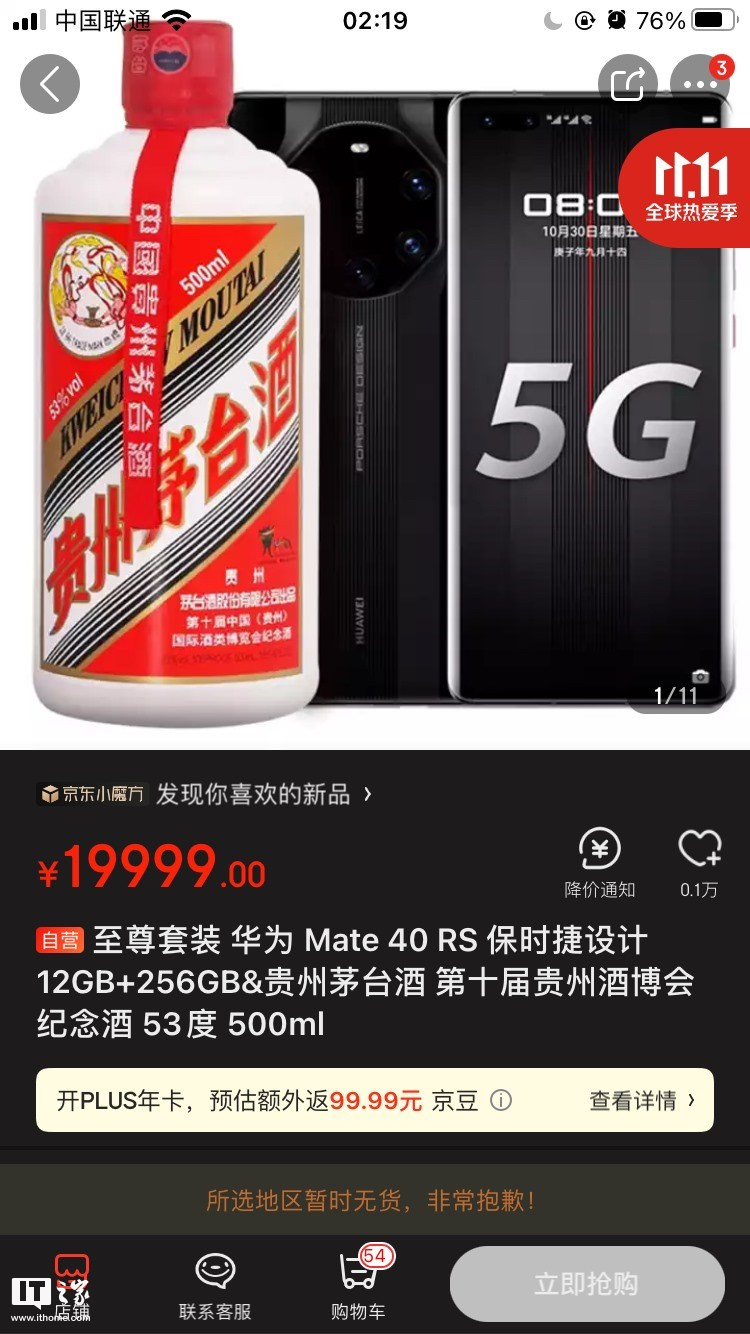 中国联通
02:19
76%
3
11.11
全球热爱季
中国贵州茅台酒
500ml
53%vol
KWEICHOW MOUTAI
贵州茅台酒
贵州
茅台酒股份有限公司出品
第十届中国（贵州）
国际酒类博览会纪念酒
LEICA
PORSCHE DESIGN
HUAWEI
08:0
10月30日星期五
庚子年九月十四
5G
1/11
京东小魔方 发现你喜欢的新品 ›
¥19999.00
降价通知
0.1万
自营 至尊套装 华为 Mate 40 RS 保时捷设计
12GB+256GB&贵州茅台酒 第十届贵州酒博会
纪念酒 53度 500ml
开PLUS年卡，预估额外返99.99元 京豆
查看详情 ›
所选地区暂时无货，非常抱歉！
店铺
联系客服
54
购物车
立即抢购
IT之家
www.ithome.com